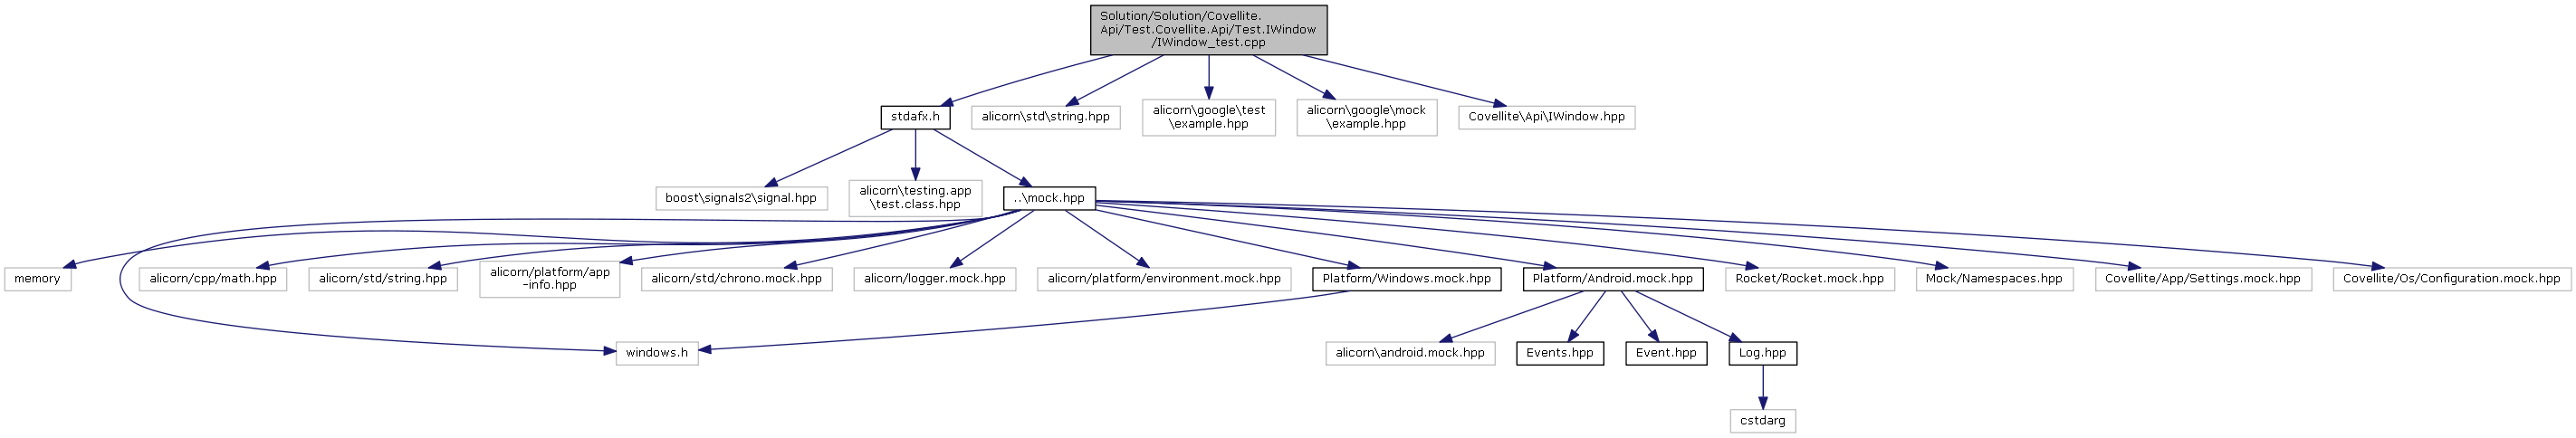 Solution/Solution/Covellite.
Api/Test.Covellite.Api/Test.IWindow
/IWindow_test.cpp
stdafx.h
alicorn\std\string.hpp
alicorn\google\test
\example.hpp
alicorn\google\mock
\example.hpp
Covellite\Api\IWindow.hpp
boost\signals2\signal.hpp
alicorn\testing.app
\test.class.hpp
..\mock.hpp
memory
alicorn/cpp/math.hpp
alicorn/std/string.hpp
alicorn/platform/app
-info.hpp
alicorn/std/chrono.mock.hpp
alicorn/logger.mock.hpp
alicorn/platform/environment.mock.hpp
Platform/Windows.mock.hpp
Platform/Android.mock.hpp
Rocket/Rocket.mock.hpp
Mock/Namespaces.hpp
Covellite/App/Settings.mock.hpp
Covellite/Os/Configuration.mock.hpp
windows.h
alicorn\android.mock.hpp
Events.hpp
Event.hpp
Log.hpp
cstdarg